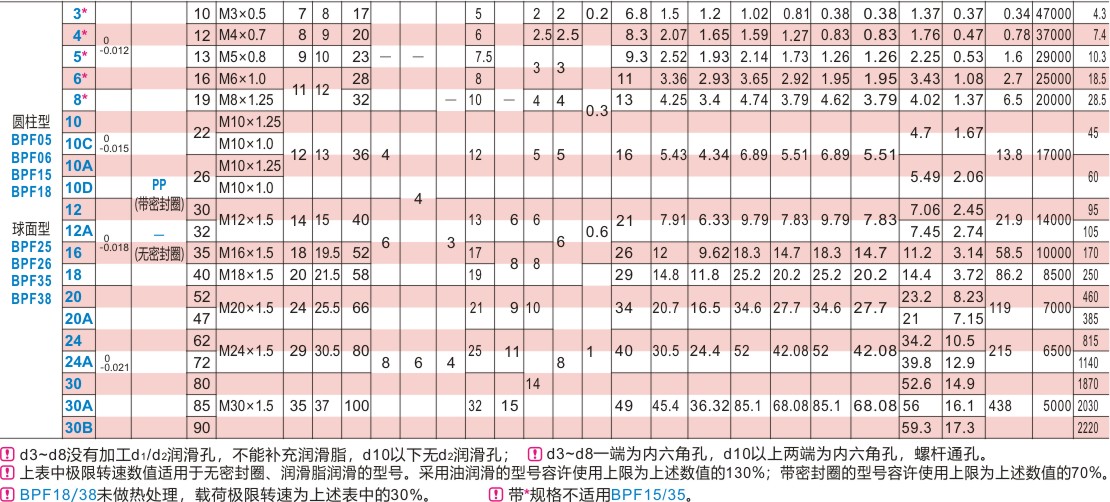 3* 10 M3×0.5 7 8 17 5 2 2 0.2 6.8 1.5 1.2 1.02 0.81 0.38 0.38 1.37 0.37 0.34 47000 4.3
4* 0 -0.012 12 M4×0.7 8 9 20 6 2.5 2.5 8.3 2.07 1.65 1.59 1.27 0.83 0.83 1.76 0.47 0.78 37000 7.4
5* 13 M5×0.8 9 10 23 — — 7.5 3 3 9.3 2.52 1.93 2.14 1.73 1.26 1.26 2.25 0.53 1.6 29000 10.3
6* 16 M6×1.0 11 12 28 8 11 3.36 2.93 3.65 2.92 1.95 1.95 3.43 1.08 2.7 25000 18.5
8* 19 M8×1.25 32 — 10 — 4 4 0.3 13 4.25 3.4 4.74 3.79 4.62 3.79 4.02 1.37 6.5 20000 28.5
圆柱型
BPF05
BPF06
BPF15
BPF18
球面型
BPF25
BPF26
BPF35
BPF38
PP
(带密封圈)
—
(无密封圈)
10 0 -0.015 22 M10×1.25 4.7 1.67 45
10C M10×1.0
10A 26 M10×1.25 12 13 36 4 12 5 5 16 5.43 4.34 6.89 5.51 6.89 5.51 5.49 2.06 13.8 17000 60
10D M10×1.0
4
12 30 M12×1.5 14 15 40 13 6 6 21 7.91 6.33 9.79 7.83 9.79 7.83 7.06 2.45 21.9 14000 95
12A 0 -0.018 32 6 3 6 0.6 7.45 2.74 105
16 35 M16×1.5 18 19.5 52 17 8 8 26 12 9.62 18.3 14.7 18.3 14.7 11.2 3.14 58.5 10000 170
18 40 M18×1.5 20 21.5 58 19 29 14.8 11.8 25.2 20.2 25.2 20.2 14.4 3.72 86.2 8500 250
20 52 M20×1.5 24 25.5 66 21 9 10 34 20.7 16.5 34.6 27.7 34.6 27.7 23.2 8.23 119 7000 460
20A 47 21 7.15 385
24 62 M24×1.5 29 30.5 80 25 11 1 40 30.5 24.4 52 42.08 52 42.08 34.2 10.5 215 6500 815
24A 0 -0.021 72 8 6 4 8 39.8 12.9 1140
30 80 14 52.6 14.9 1870
30A 85 M30×1.5 35 37 100 32 15 49 45.4 36.32 85.1 68.08 85.1 68.08 56 16.1 438 5000 2030
30B 90 59.3 17.3 2220
! d3~d8没有加工d1/d2润滑孔，不能补充润滑脂，d10以下无d2润滑孔； ! d3~d8一端为内六角孔，d10以上两端为内六角孔，螺杆通孔。
! 上表中极限转速数值适用于无密封圈、润滑脂润滑的型号。采用油润滑的型号容许使用上限为上述数值的130%；带密封圈的型号容许使用上限为上述数值的70%。
! BPF18/38未做热处理，载荷极限转速为上述表中的30%。 ! 带*规格不适用BPF15/35。